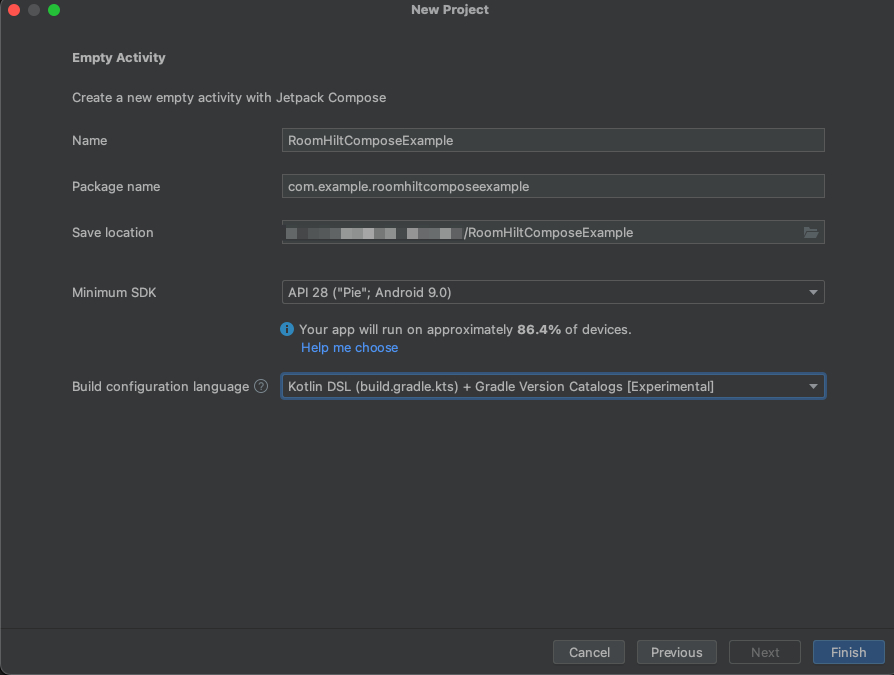 New Project
Empty Activity
Create a new empty activity with Jetpack Compose
Name RoomHiltComposeExample
Package name com.example.roomhiltcomposeexample
Save location /RoomHiltComposeExample
Minimum SDK API 28 ("Pie"; Android 9.0)
Your app will run on approximately 86.4% of devices.
Help me choose
Build configuration language ? Kotlin DSL (build.gradle.kts) + Gradle Version Catalogs [Experimental]
Cancel Previous Next Finish